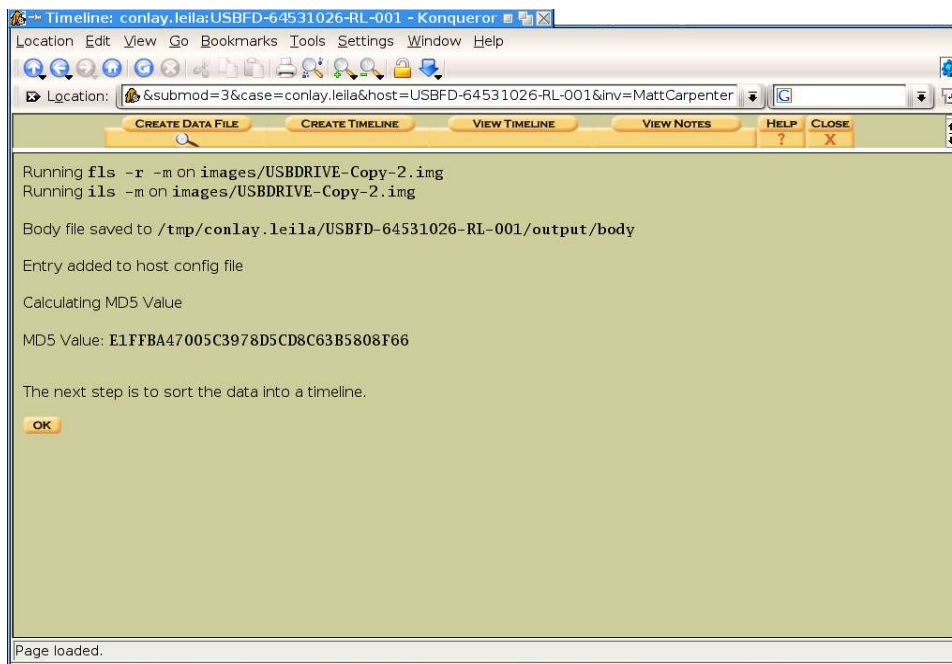 Timeline: conlay.leila:USBFD-64531026-RL-001 - Konqueror
Location Edit View Go Bookmarks Tools Settings Window Help
Location: &submod=3&case=conlay.leila&host=USBFD-64531026-RL-001&inv=MattCarpenter
CREATE DATA FILE CREATE TIMELINE VIEW TIMELINE VIEW NOTES HELP CLOSE
? X
Running fls -r -m on images/USBDRIVE-Copy-2.img
Running ils -m on images/USBDRIVE-Copy-2.img
Body file saved to /tmp/conlay.leila/USBFD-64531026-RL-001/output/body
Entry added to host config file
Calculating MD5 Value
MD5 Value: E1FFBA47005C3978D5CD8C63B5808F66
The next step is to sort the data into a timeline.
OK
Page loaded.